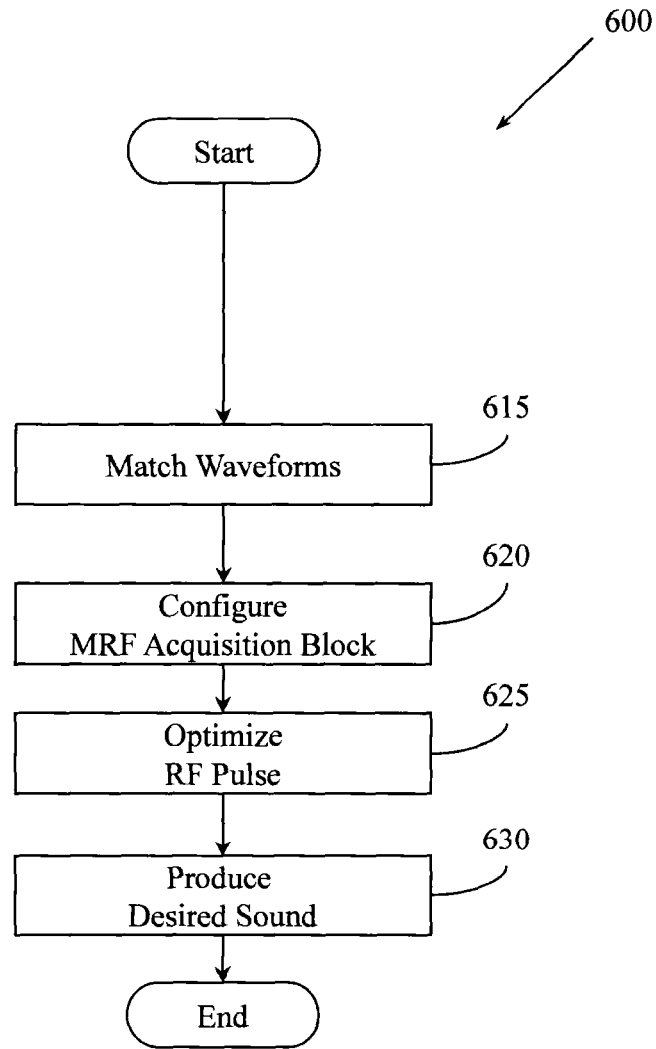 600
Start
615
Match Waveforms
620
Configure
MRF Acquisition Block
625
Optimize
RF Pulse
630
Produce
Desired Sound
End